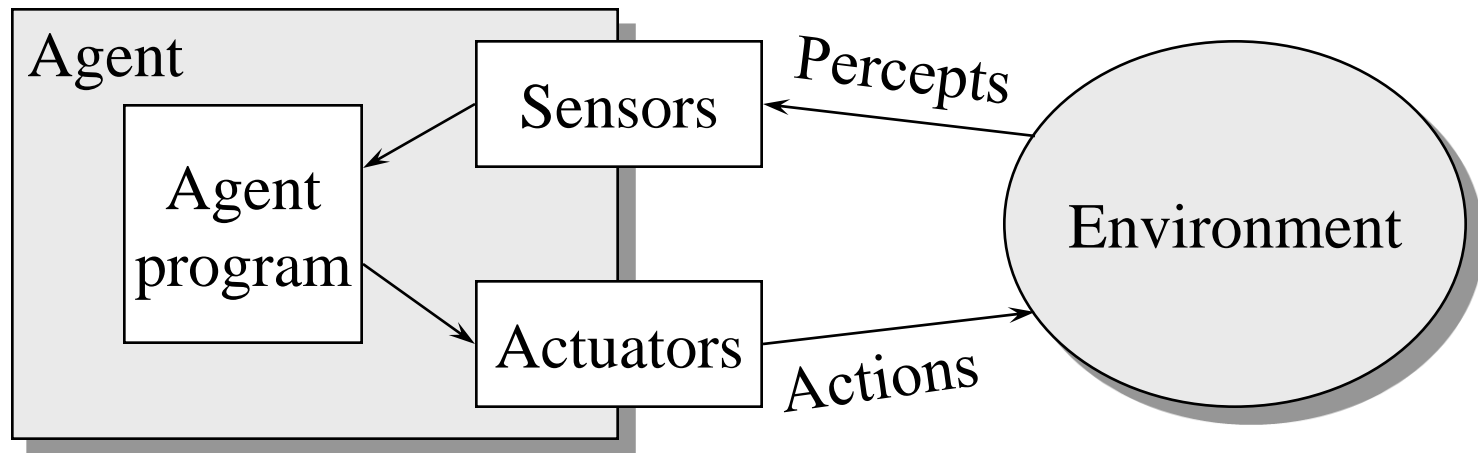 Agent
Sensors
Percepts
Agent
program
Environment
Actuators
Actions